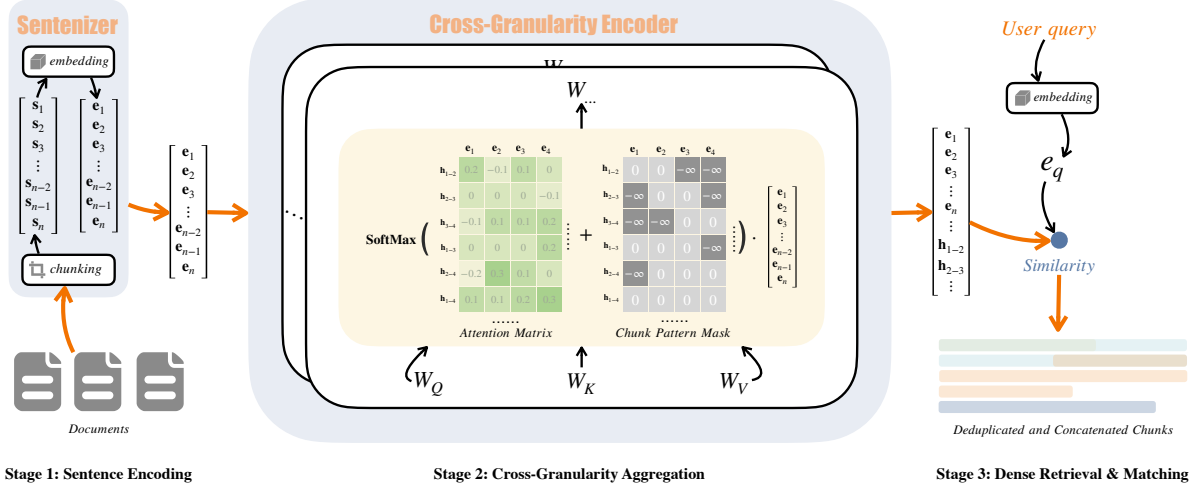 Sentenizer
embedding
s1
s2
s3
⋮
sn−2
sn−1
sn
e1
e2
e3
⋮
en−2
en−1
en
chunking
Documents
Stage 1: Sentence Encoding
e1
e2
e3
⋮
en−2
en−1
en
Cross-Granularity Encoder
W...
SoftMax (
e1 e2 e3 e4
h1−2 0.2 −0.1 0.1 0
h2−3 0 0 0 −0.1
h3−4 −0.1 0.1 0.1 0.2
h1−3 0 0 0 0.2
h2−4 −0.2 0.3 0.1 0
h1−4 0.1 0.1 0.2 0.3
......
Attention Matrix
+
e1 e2 e3 e4
h1−2 0 0 −∞ −∞
h2−3 −∞ 0 0 −∞
h3−4 −∞ −∞ 0 0
h1−3 0 0 0 −∞
h2−4 −∞ 0 0 0
h1−4 0 0 0 0
......
Chunk Pattern Mask
) ·
e1
e2
e3
⋮
en−2
en−1
en
WQ
WK
WV
Stage 2: Cross-Granularity Aggregation
User query
embedding
eq
e1
e2
e3
⋮
en
⋮
h1−2
h2−3
⋮
Similarity
Deduplicated and Concatenated Chunks
Stage 3: Dense Retrieval & Matching